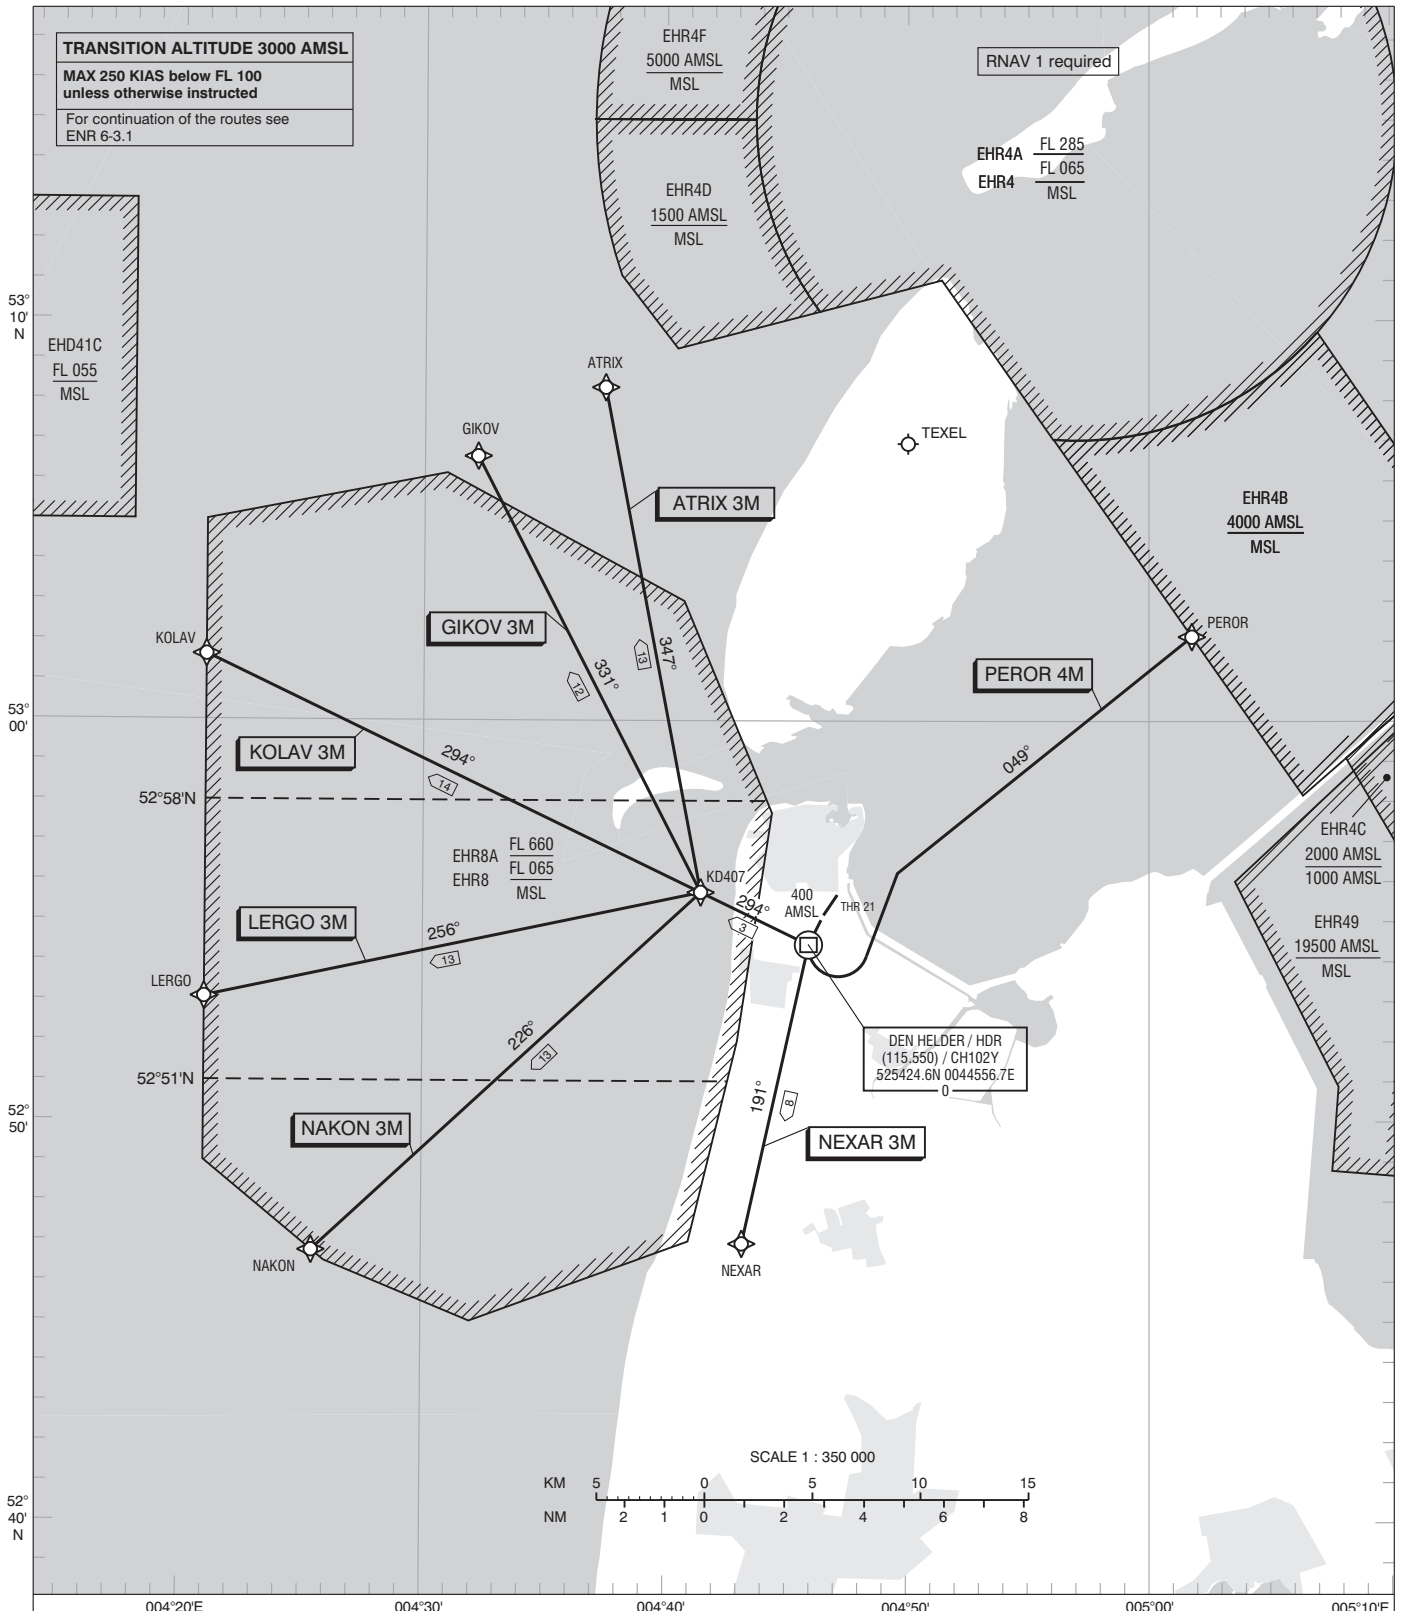 TRANSITION ALTITUDE 3000 AMSL
MAX 250 KIAS below FL 100
unless otherwise instructed
For continuation of the routes see
ENR 6-3.1
EHR4F
5000 AMSL
MSL
RNAV 1 required
EHR4A FL 285
FL 065
EHR4
MSL
EHR4D
1500 AMSL
MSL
53°
10'
N
EHD41C
FL 055
MSL
ATRIX
GIKOV
TEXEL
ATRIX 3M
EHR4B
4000 AMSL
MSL
KOLAV
GIKOV 3M
PEROR
331°
12
347°
13
PEROR 4M
53°
00'
KOLAV 3M
294°
14
049°
52°58'N
EHR8A FL 660
FL 065
EHR8
MSL
KD407
294°
3
400
AMSL
THR 21
EHR4C
2000 AMSL
1000 AMSL
LERGO 3M
256°
13
EHR49
19500 AMSL
MSL
LERGO
226°
13
DEN HELDER / HDR
(115.550) / CH102Y
525424.6N 0044556.7E
0
52°51'N
191°
8
52°
50'
NAKON 3M
NEXAR 3M
NAKON
NEXAR
SCALE 1 : 350 000
KM 5 0 5 10 15
NM 2 1 0 2 4 6 8
52°
40'
N
004°20'E 004°30' 004°40' 004°50' 005°00' 005°10'E